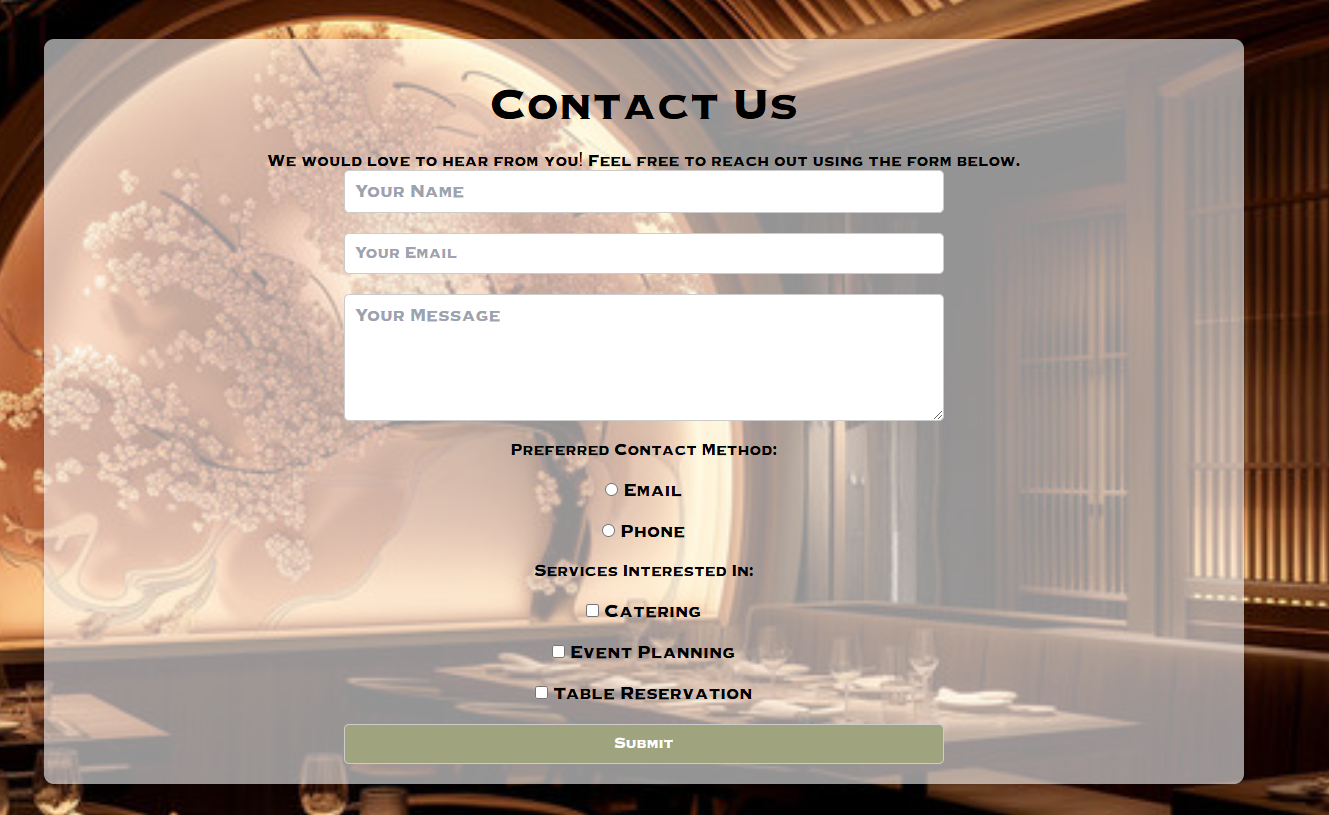 Contact Us
We would love to hear from you! Feel free to reach out using the form below.
Your Name
Your Email
Your Message
Preferred Contact Method:
Email
Phone
Services Interested In:
Catering
Event Planning
Table Reservation
Submit